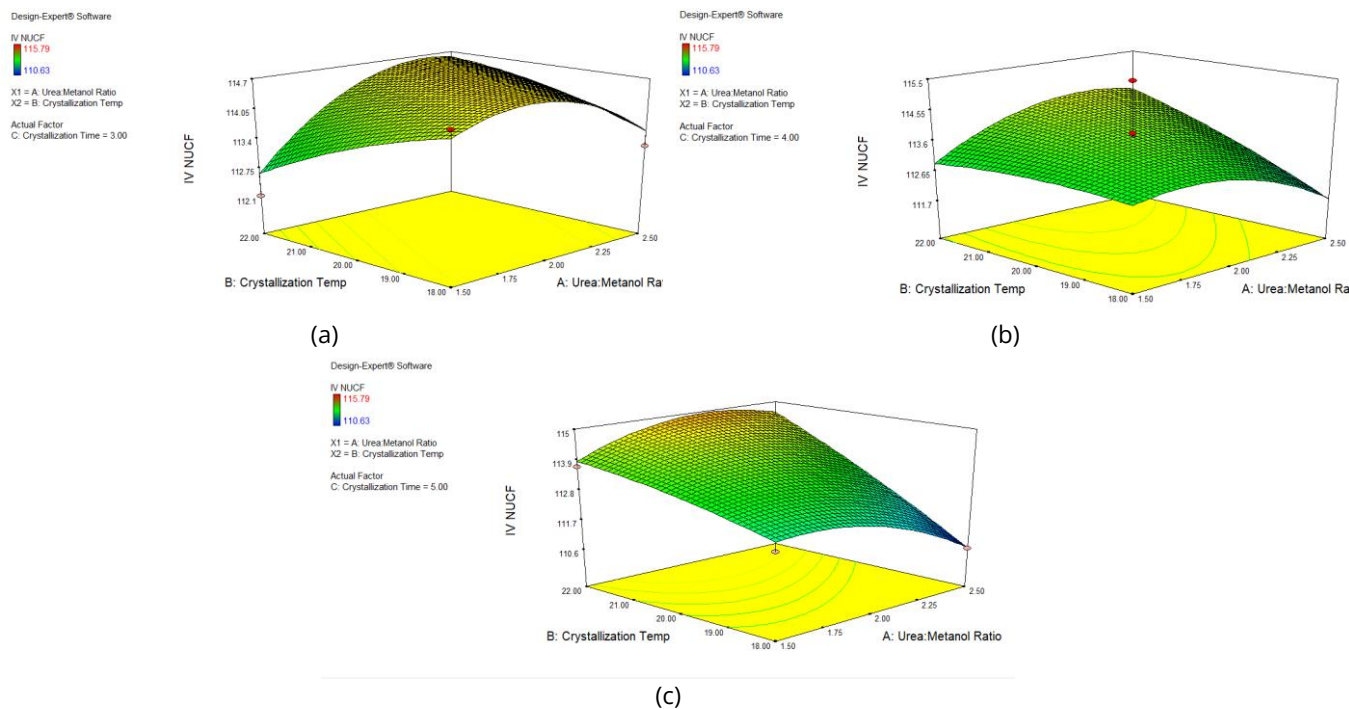 Design-Expert® Software
IV NUCF
115.79
110.63
X1 = A: Urea:Metanol Ratio
X2 = B: Crystallization Temp
Actual Factor
C: Crystallization Time = 3.00
IV NUCF
114.7
114.05
113.4
112.75
112.1
22.00
21.00
20.00
19.00
18.00
1.50
1.75
2.00
2.25
2.50
B: Crystallization Temp
A: Urea:Metanol Ra
(a)
Design-Expert® Software
IV NUCF
115.79
110.63
X1 = A: Urea:Metanol Ratio
X2 = B: Crystallization Temp
Actual Factor
C: Crystallization Time = 4.00
IV NUCF
115.5
114.55
113.6
112.65
111.7
22.00
21.00
20.00
19.00
18.00
1.50
1.75
2.00
2.25
2.50
B: Crystallization Temp
A: Urea:Metanol Ra
(b)
Design-Expert® Software
IV NUCF
115.79
110.63
X1 = A: Urea:Metanol Ratio
X2 = B: Crystallization Temp
Actual Factor
C: Crystallization Time = 5.00
IV NUCF
115
113.9
112.8
111.7
110.6
22.00
21.00
20.00
19.00
18.00
1.50
1.75
2.00
2.25
2.50
B: Crystallization Temp
A: Urea:Metanol Ratio
(c)